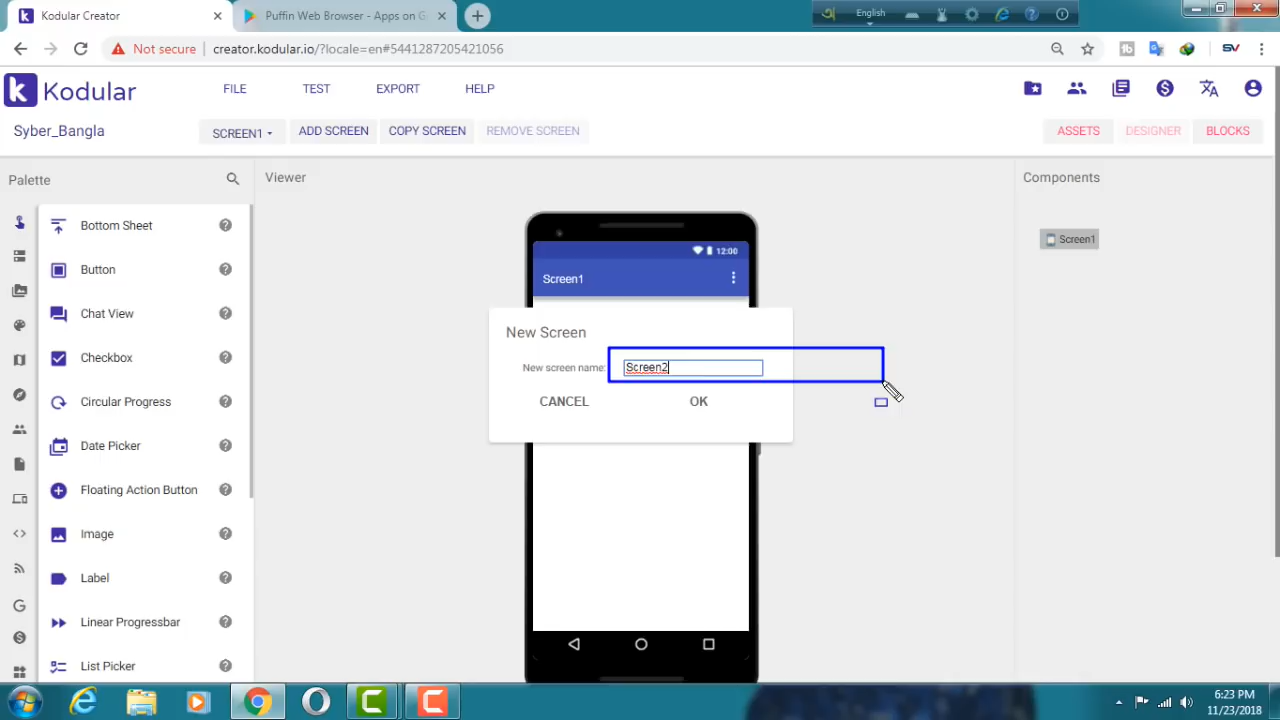 Kodular Creator
Puffin Web Browser - Apps on G
English
Not secure
creator.kodular.io/?locale=en#5441287205421056
Kodular
FILE
TEST
EXPORT
HELP
Syber_Bangla
SCREEN1
ADD SCREEN
COPY SCREEN
REMOVE SCREEN
ASSETS
DESIGNER
BLOCKS
Palette
Viewer
Components
Bottom Sheet
Button
Chat View
Checkbox
Circular Progress
Date Picker
Floating Action Button
Image
Label
Linear Progressbar
List Picker
12:00
Screen1
New Screen
New screen name:
Screen2
CANCEL
OK
Screen1
6:23 PM
11/23/2018